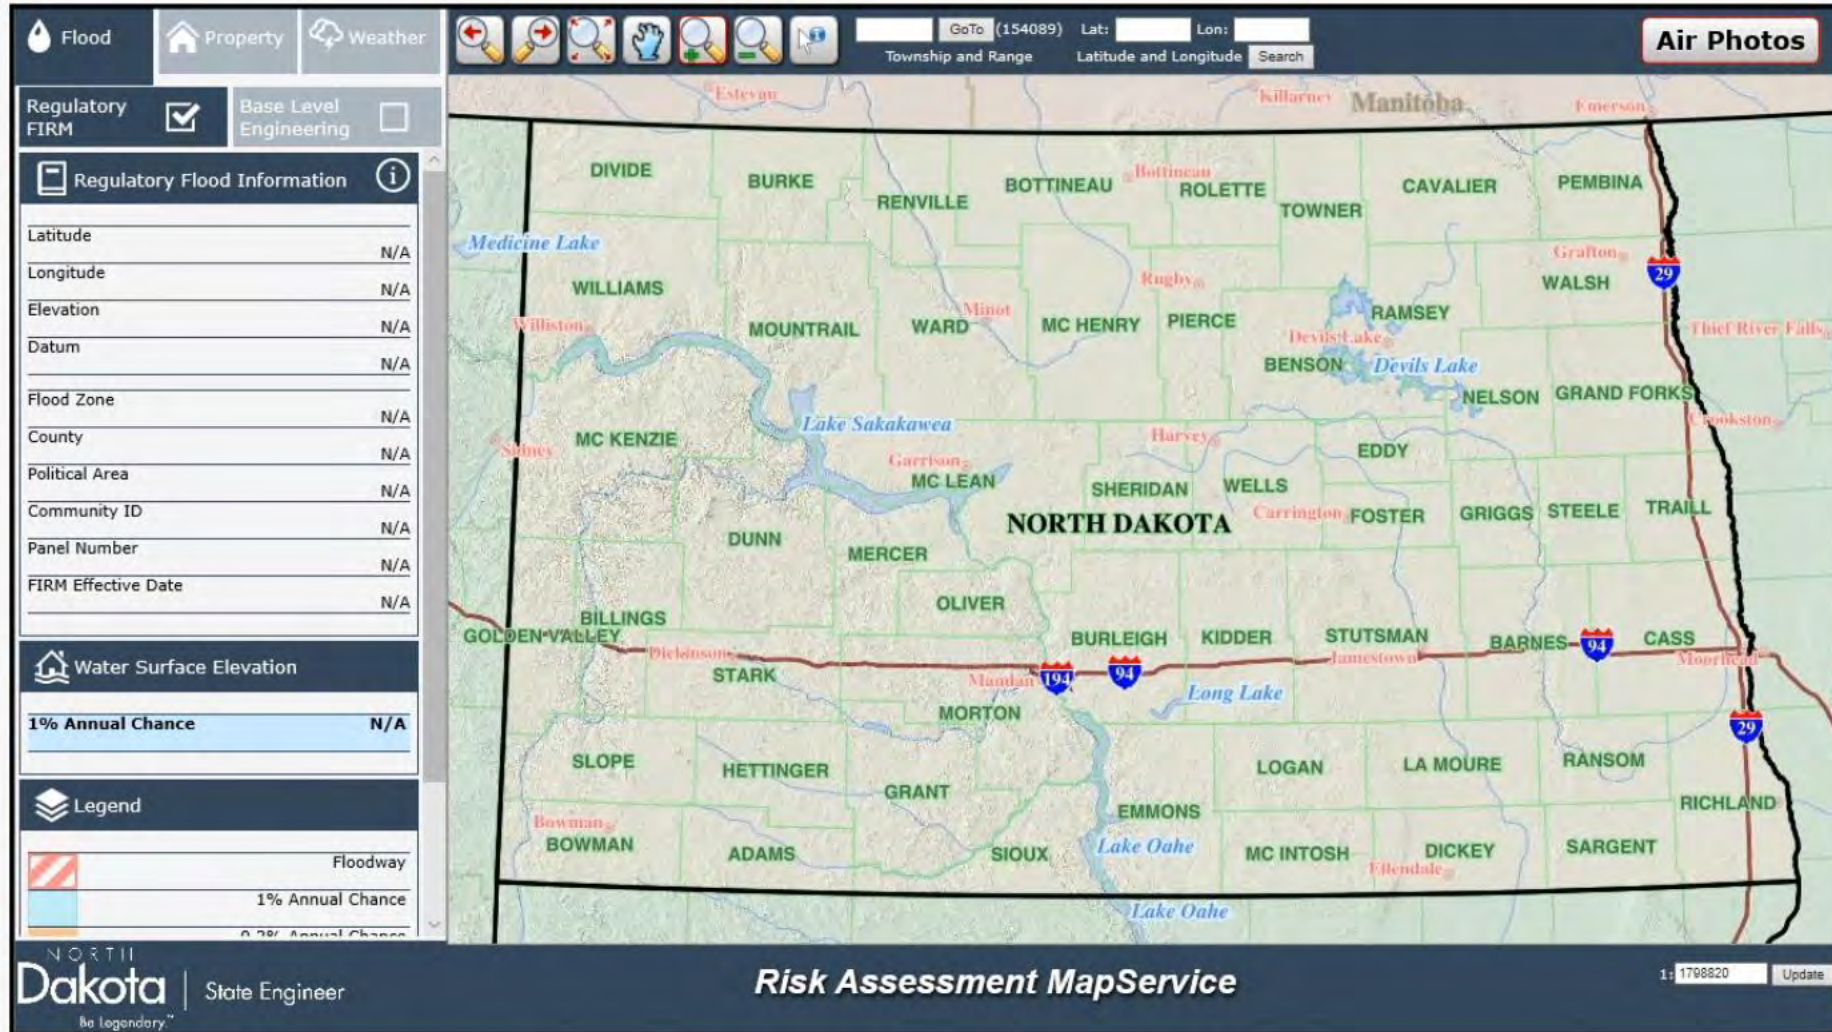 Flood
Property
Weather
GoTo (154089) Lat: Lon:
Township and Range Latitude and Longitude Search
Air Photos
Regulatory
FIRM
Base Level
Engineering
Regulatory Flood Information
Latitude
N/A
Longitude
N/A
Elevation
N/A
Datum
N/A
Flood Zone
N/A
County
N/A
Political Area
N/A
Community ID
N/A
Panel Number
N/A
FIRM Effective Date
N/A
Water Surface Elevation
1% Annual Chance N/A
Legend
Floodway
1% Annual Chance
0.2% Annual Chance
Estevan
Killarney
Manitoba
Emerson
DIVIDE
BURKE
RENVILLE
BOTTINEAU
Bottineau
ROLETTE
TOWNER
CAVALIER
PEMBINA
Medicine Lake
Grafton
WALSH
29
WILLIAMS
Williston
MOUNTRAIL
WARD
Minot
MC HENRY
Rugby
PIERCE
RAMSEY
Devils Lake
BENSON
Devils Lake
Thief River Falls
NELSON
GRAND FORKS
Crookston
Sidney
MC KENZIE
Lake Sakakawea
Garrison
MC LEAN
Harvey
EDDY
SHERIDAN
WELLS
NORTH DAKOTA
Carrington
FOSTER
GRIGGS
STEELE
TRAILL
DUNN
MERCER
OLIVER
BILLINGS
GOLDEN VALLEY
Dickinson
STARK
Mandan
194
94
BURLEIGH
KIDDER
STUTSMAN
Jamestown
BARNES
94
CASS
Moorhead
MORTON
Long Lake
29
SLOPE
HETTINGER
GRANT
LOGAN
LA MOURE
RANSOM
RICHLAND
EMMONS
Bowman
BOWMAN
ADAMS
SIOUX
Lake Oahe
MC INTOSH
DICKEY
Ellendale
SARGENT
Lake Oahe
NORTH
Dakota
Be Legendary.™
State Engineer
Risk Assessment MapService
1: 1798820 Update